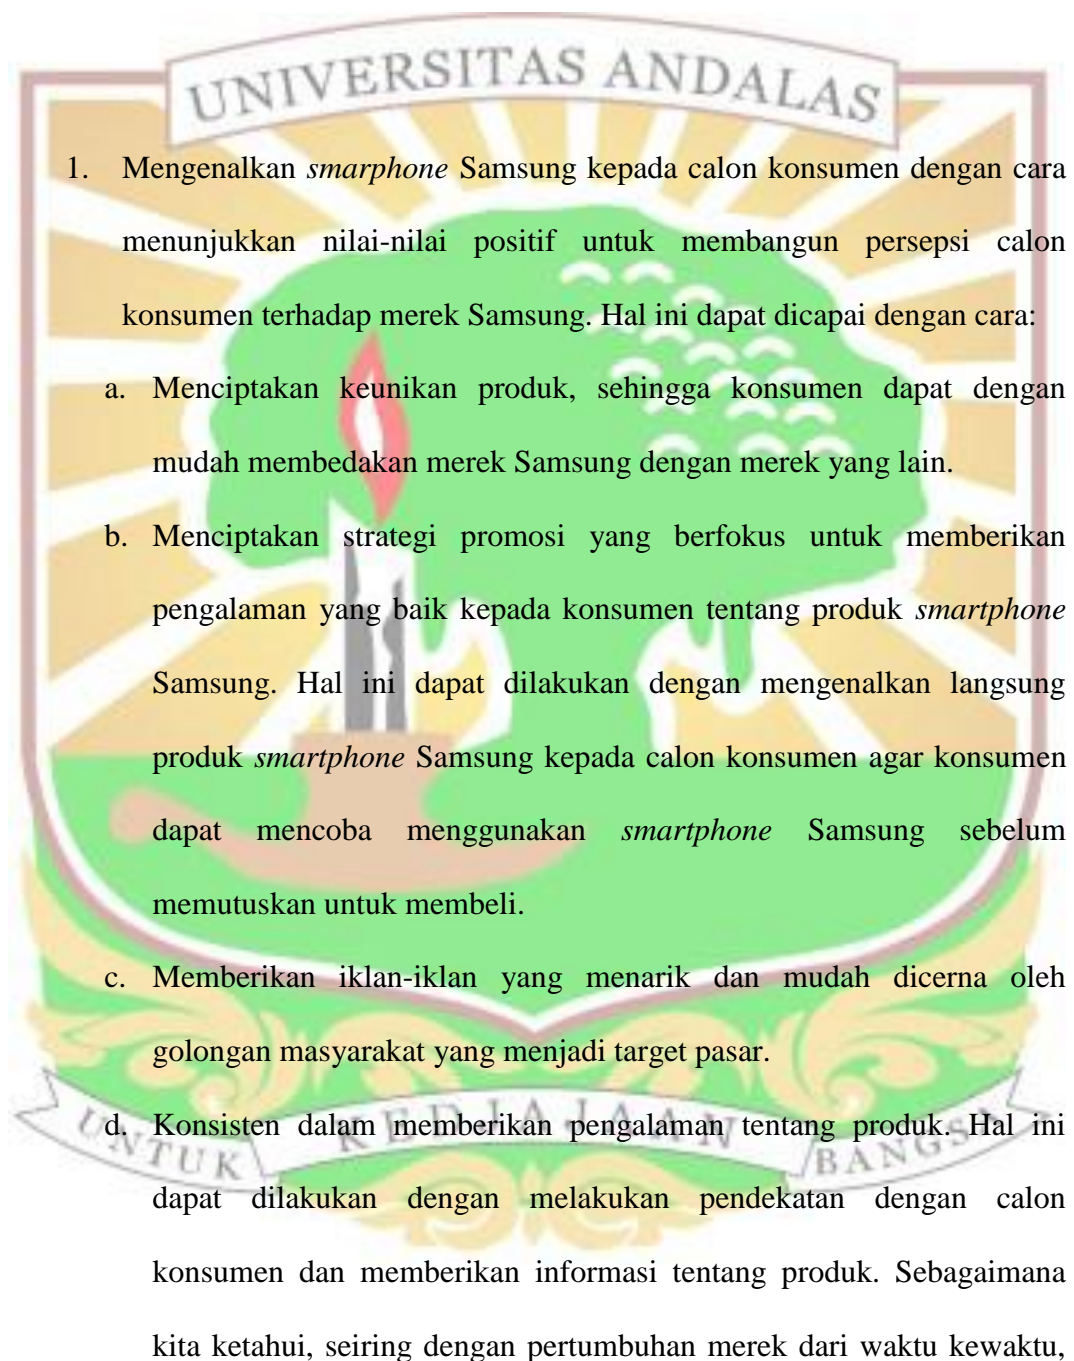 UNIVERSITAS ANDALAS
1. Mengenalkan smarphone Samsung kepada calon konsumen dengan cara
menunjukkan nilai-nilai positif untuk membangun persepsi calon
konsumen terhadap merek Samsung. Hal ini dapat dicapai dengan cara:
a. Menciptakan keunikan produk, sehingga konsumen dapat dengan
mudah membedakan merek Samsung dengan merek yang lain.
b. Menciptakan strategi promosi yang berfokus untuk memberikan
pengalaman yang baik kepada konsumen tentang produk smartphone
Samsung. Hal ini dapat dilakukan dengan mengenalkan langsung
produk smartphone Samsung kepada calon konsumen agar konsumen
dapat mencoba menggunakan smartphone Samsung sebelum
memutuskan untuk membeli.
c. Memberikan iklan-iklan yang menarik dan mudah dicerna oleh
golongan masyarakat yang menjadi target pasar.
d. Konsisten dalam memberikan pengalaman tentang produk. Hal ini
UNTUK KEDJAJAAN BANGSA
dapat dilakukan dengan melakukan pendekatan dengan calon
konsumen dan memberikan informasi tentang produk. Sebagaimana
kita ketahui, seiring dengan pertumbuhan merek dari waktu kewaktu,